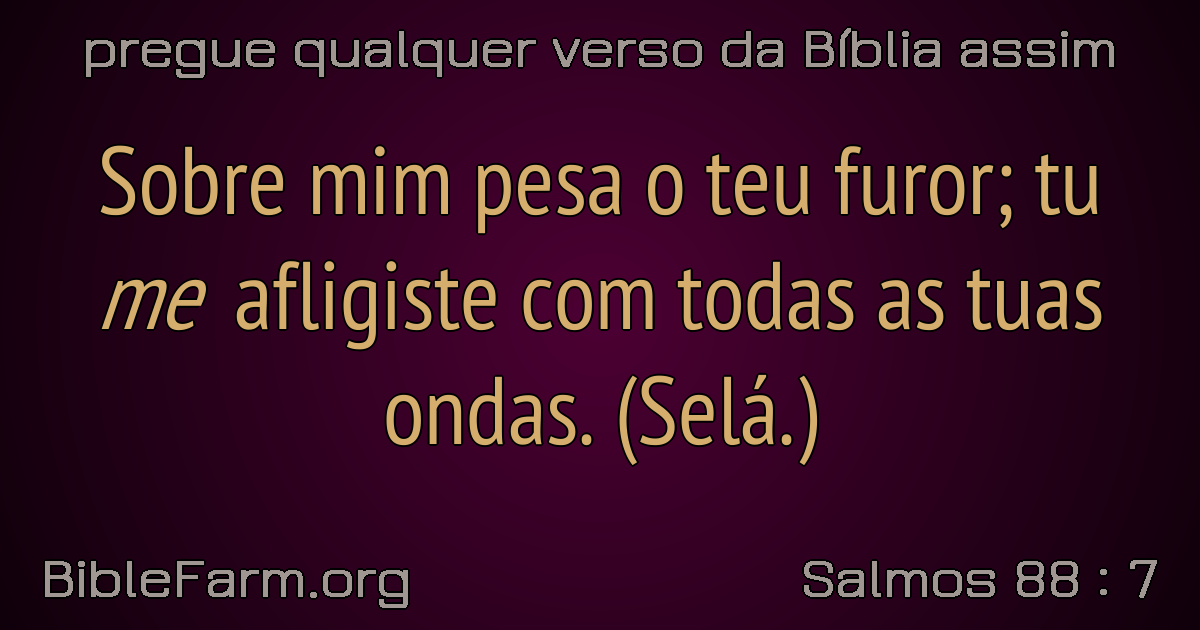 pregue qualquer verso da Bíblia assim
Sobre mim pesa o teu furor; tu
me afligiste com todas as tuas
ondas. (Selá.)
BibleFarm.org
Salmos 88 : 7